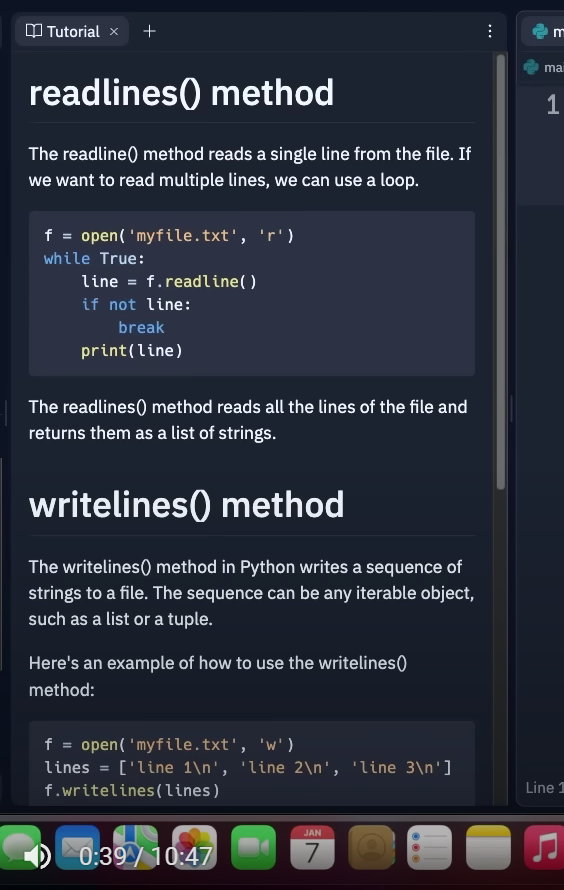 Tutorial
readlines() method
The readline() method reads a single line from the file. If
we want to read multiple lines, we can use a loop.
f = open('myfile.txt', 'r')
while True:
    line = f.readline()
    if not line:
        break
    print(line)
The readlines() method reads all the lines of the file and
returns them as a list of strings.
writelines() method
The writelines() method in Python writes a sequence of
strings to a file. The sequence can be any iterable object,
such as a list or a tuple.
Here's an example of how to use the writelines()
method:
f = open('myfile.txt', 'w')
lines = ['line 1\n', 'line 2\n', 'line 3\n']
f.writelines(lines)
m
mai
1
Line 1
JAN
7
0:39 / 10:47